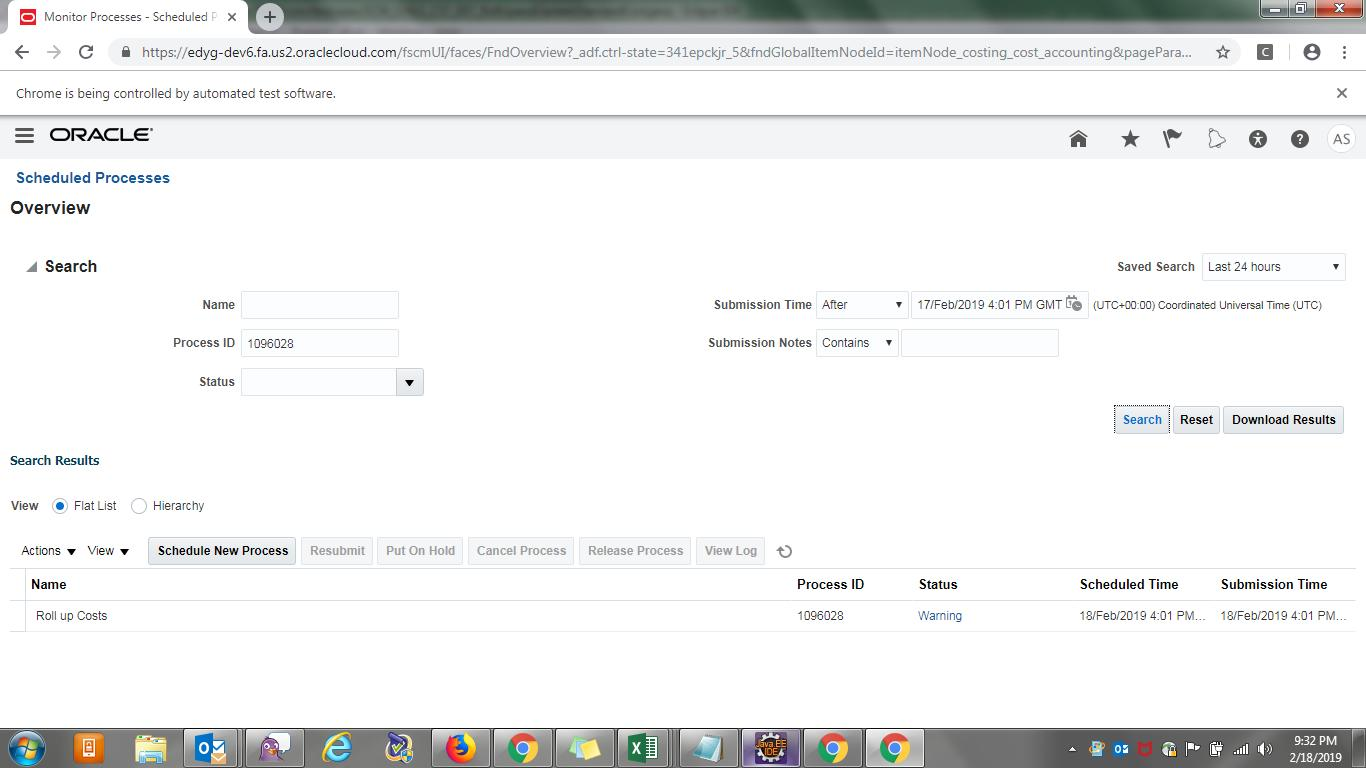 Monitor Processes - Scheduled P
https://edyg-dev6.fa.us2.oraclecloud.com/fscmUI/faces/FndOverview?_adf.ctrl-state=341epckjr_5&fndGlobalItemNodeId=itemNode_costing_cost_accounting&pagePara...
C
Chrome is being controlled by automated test software.
ORACLE
AS
Scheduled Processes
Overview
Search
Saved Search Last 24 hours
Name
Submission Time After 17/Feb/2019 4:01 PM GMT (UTC+00:00) Coordinated Universal Time (UTC)
Process ID 1096028
Submission Notes Contains
Status
Search Reset Download Results
Search Results
View Flat List Hierarchy
Actions View Schedule New Process Resubmit Put On Hold Cancel Process Release Process View Log
Name Process ID Status Scheduled Time Submission Time
Roll up Costs 1096028 Warning 18/Feb/2019 4:01 PM... 18/Feb/2019 4:01 PM...
Java EE
IDE
9:32 PM
2/18/2019